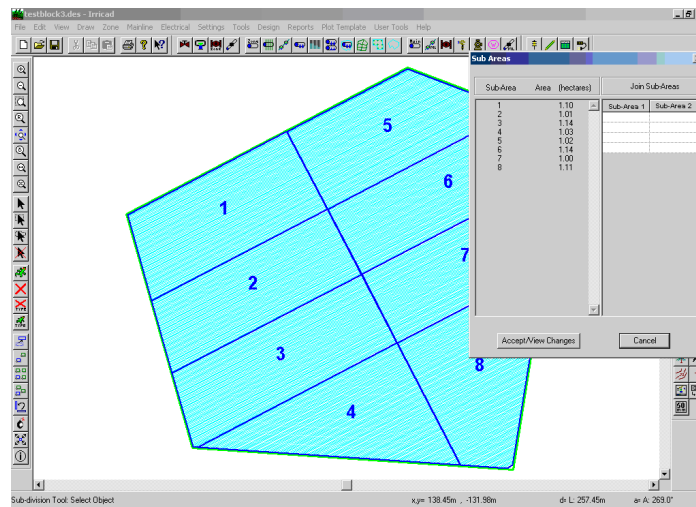 testblock3.des - Irricad
File Edit View Draw Zone Mainline Electrical Settings Tools Design Reports Plot Template User Tools Help
Sub Areas
Sub-Area Area (hectares) Join Sub-Areas
Sub-Area 1 Sub-Area 2
1 1.10
2 1.01
3 1.14
4 1.03
5 1.02
6 1.14
7 1.00
8 1.11
Accept/View Changes Cancel
5
6
1
7
2
3
8
4
TYPE
TYPE
Sub-division Tool: Select Object x,y= 138.45m , -131.98m d= L: 257.45m a= A: 269.0°